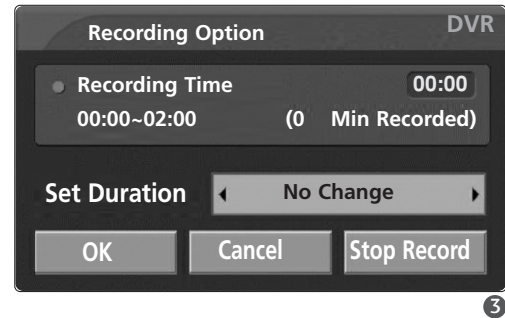 Recording Option DVR
Recording Time 00:00
00:00~02:00 (0 Min Recorded)
Set Duration No Change
OK Cancel Stop Record
3